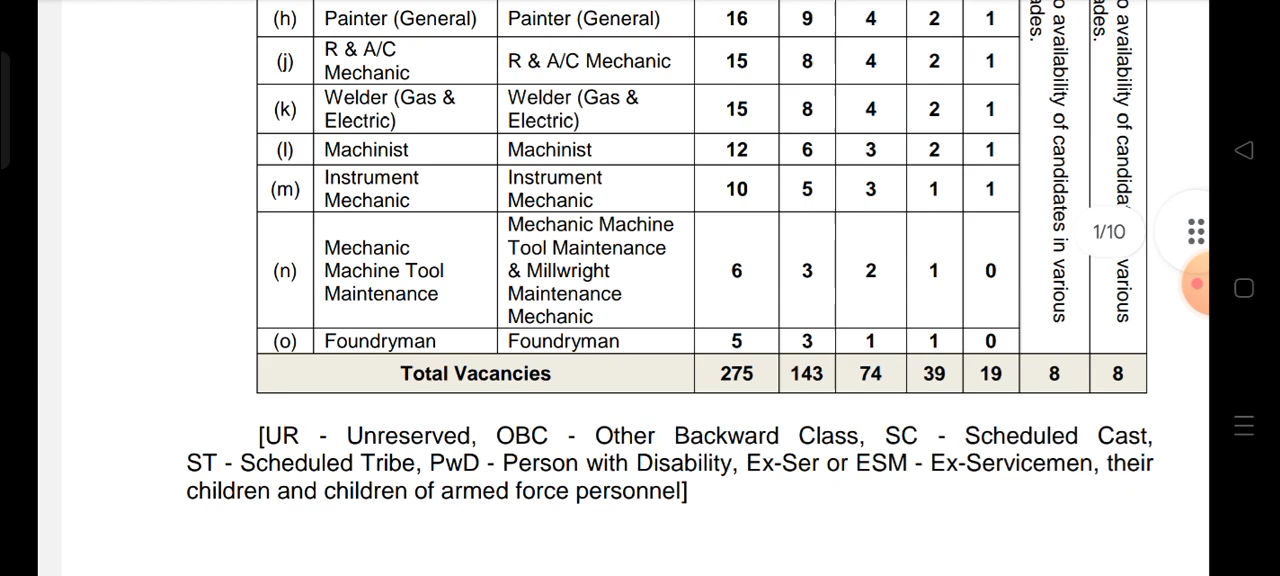 (h) Painter (General) Painter (General) 16 9 4 2 1
(j) R & A/C Mechanic R & A/C Mechanic 15 8 4 2 1
(k) Welder (Gas & Electric) Welder (Gas & Electric) 15 8 4 2 1
(l) Machinist Machinist 12 6 3 2 1
(m) Instrument Mechanic Instrument Mechanic 10 5 3 1 1
(n) Mechanic Machine Tool Maintenance Mechanic Machine Tool Maintenance & Millwright Maintenance Mechanic 6 3 2 1 0
(o) Foundryman Foundryman 5 3 1 1 0
availability of candidates in various
ades.
availability of various
ades.
1/10
Total Vacancies 275 143 74 39 19 8 8
[UR - Unreserved, OBC - Other Backward Class, SC - Scheduled Cast,
ST - Scheduled Tribe, PwD - Person with Disability, Ex-Ser or ESM - Ex-Servicemen, their
children and children of armed force personnel]